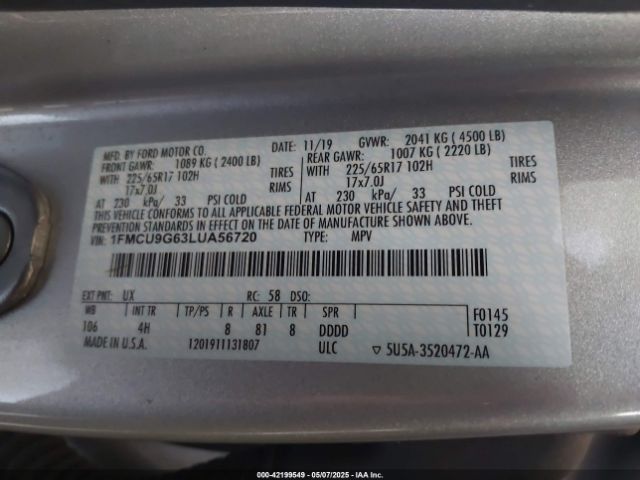 MFD. BY FORD MOTOR CO.
DATE: 11/19 GVWR: 2041 KG ( 4500 LB)
FRONT GAWR: 1089 KG ( 2400 LB) REAR GAWR: 1007 KG ( 2220 LB)
WITH 225/65R17 102H TIRES WITH 225/65R17 102H TIRES
17x7.0J RIMS 17x7.0J RIMS
AT 230 kPa/ 33 PSI COLD AT 230 kPa/ 33 PSI COLD
THIS VEHICLE CONFORMS TO ALL APPLICABLE FEDERAL MOTOR VEHICLE SAFETY AND THEFT
PREVENTION STANDARDS IN EFFECT ON THE DATE OF MANUFACTURE SHOWN ABOVE.
VIN: 1FMCU9G63LUA56720 TYPE: MPV
EXT PNT: UX RC: 58 DSO:
WB INT TR TP/PS R AXLE TR SPR
106 4H 8 81 8 DDDD
F0145
T0129
MADE IN U.S.A. 1201911131807 ULC ▽ 5U5A-3520472-AA
000-42199549 | 05/07/2025 - IAA Inc.